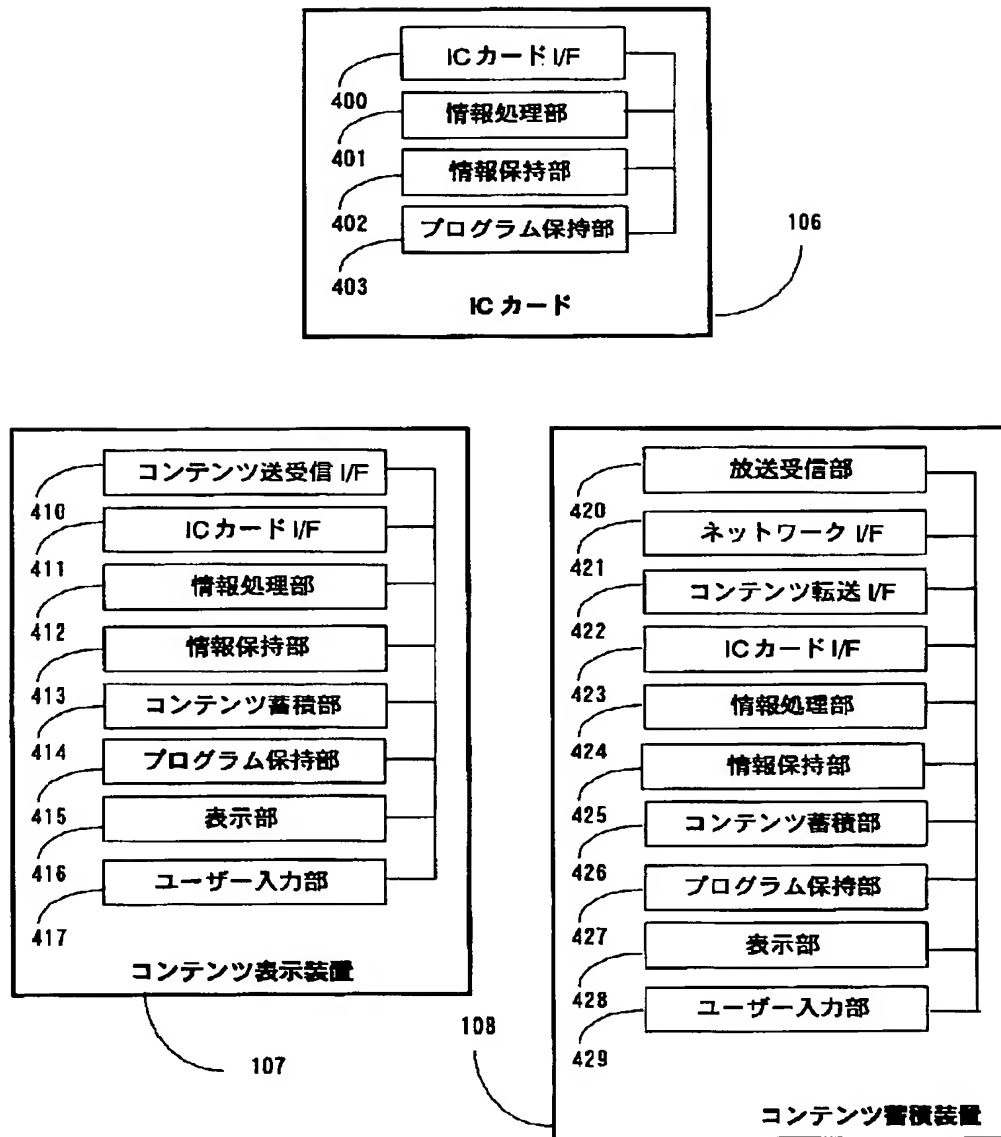 ICカードI/F
400
情報処理部
401
情報保持部
402
プログラム保持部
403
ICカード
106
コンテンツ送受信I/F
410
ICカードI/F
411
情報処理部
412
情報保持部
413
コンテンツ蓄積部
414
プログラム保持部
415
表示部
416
ユーザー入力部
417
コンテンツ表示装置
107
放送受信部
420
ネットワークI/F
421
コンテンツ転送I/F
422
ICカードI/F
423
情報処理部
424
情報保持部
425
コンテンツ蓄積部
426
プログラム保持部
427
表示部
428
ユーザー入力部
429
108
コンテンツ蓄積装置